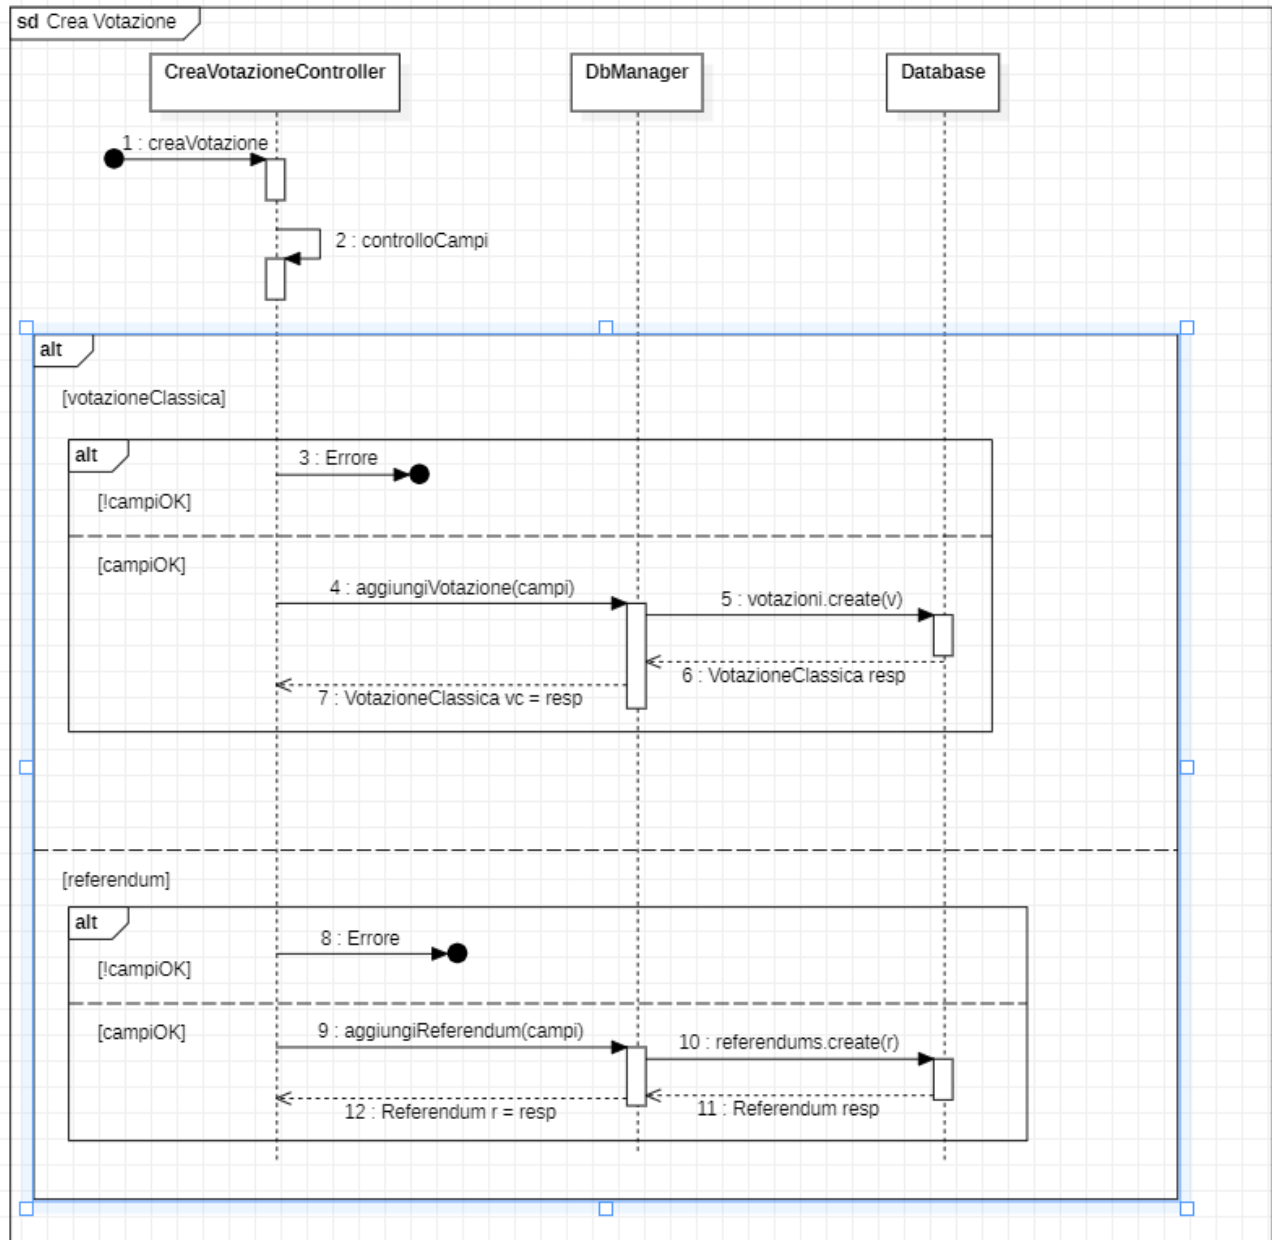 sd Crea Votazione
CreaVotazioneController
DbManager
Database
1 : creaVotazione
2 : controlloCampi
alt
[votazioneClassica]
alt
3 : Errore
[!campiOK]
[campiOK]
4 : aggiungiVotazione(campi)
5 : votazioni.create(v)
6 : VotazioneClassica resp
7 : VotazioneClassica vc = resp
[referendum]
alt
8 : Errore
[!campiOK]
[campiOK]
9 : aggiungiReferendum(campi)
10 : referendums.create(r)
11 : Referendum resp
12 : Referendum r = resp